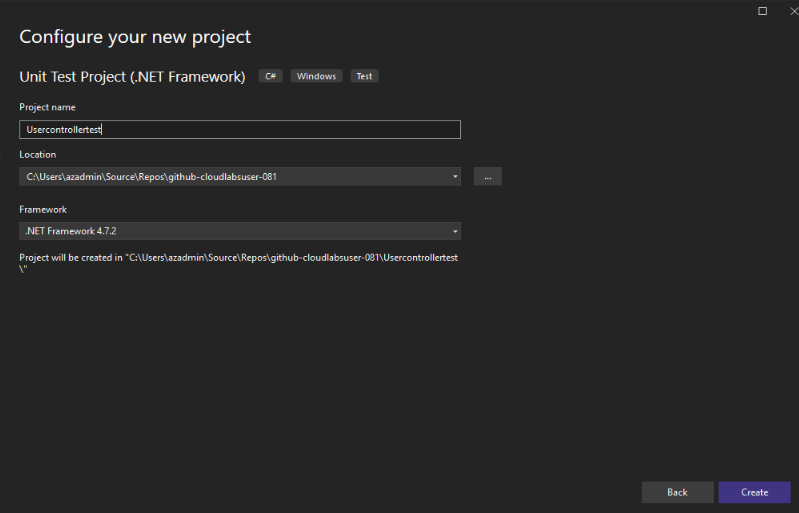 Configure your new project
Unit Test Project (.NET Framework) C# Windows Test
Project name
Usercontrollertest
Location
C:\Users\azadmin\Source\Repos\github-cloudlabsuser-081
...
Framework
.NET Framework 4.7.2
Project will be created in "C:\Users\azadmin\Source\Repos\github-cloudlabsuser-081\Usercontrollertest
\"
Back Create